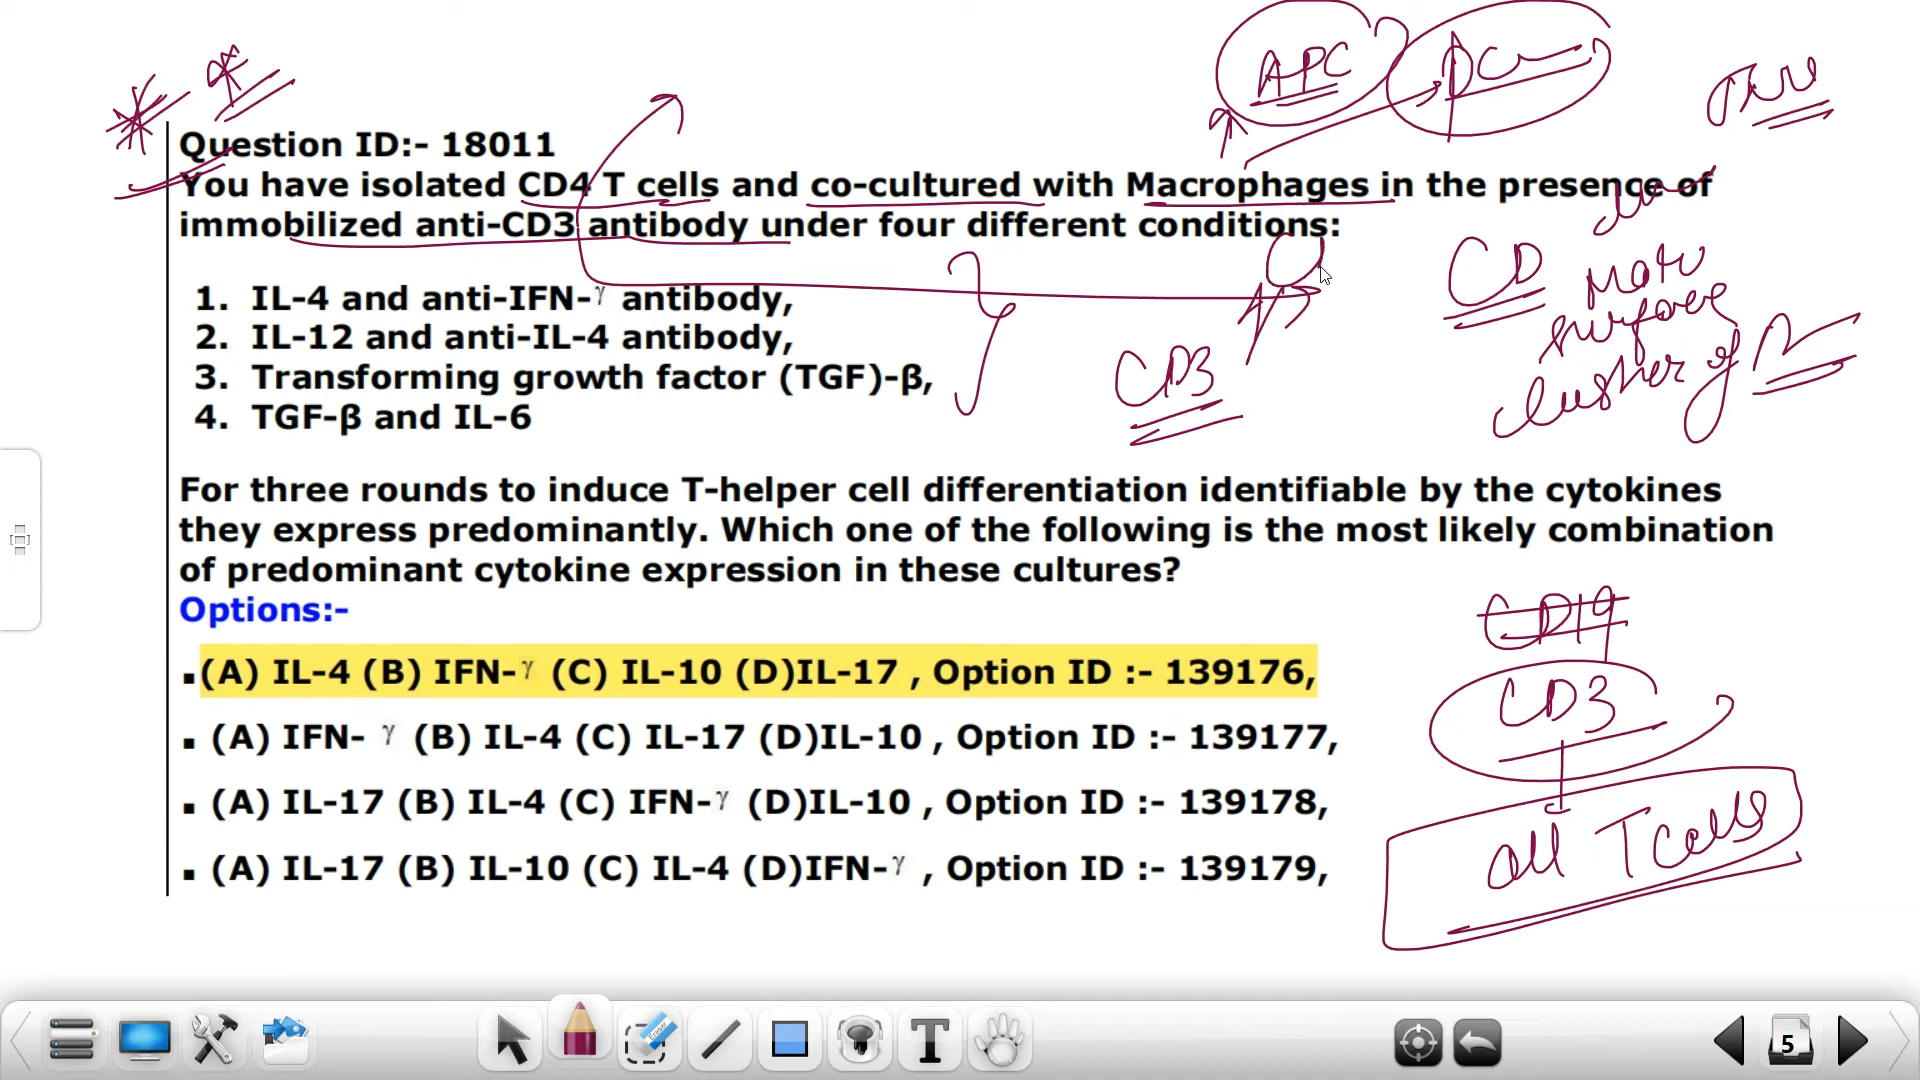 APC
DC
Question ID:- 18011
You have isolated CD4 T cells and co-cultured with Macrophages in the presence of
immobilized anti-CD3 antibody under four different conditions:
1. IL-4 and anti-IFN-γ antibody,
2. IL-12 and anti-IL-4 antibody,
3. Transforming growth factor (TGF)-β,
4. TGF-β and IL-6
CD3
CD
surface
cluster of
For three rounds to induce T-helper cell differentiation identifiable by the cytokines
they express predominantly. Which one of the following is the most likely combination
of predominant cytokine expression in these cultures?
Options:-
CD19
▪(A) IL-4 (B) IFN-γ (C) IL-10 (D)IL-17 , Option ID :- 139176,
CD3
▪ (A) IFN- γ (B) IL-4 (C) IL-17 (D)IL-10 , Option ID :- 139177,
▪ (A) IL-17 (B) IL-4 (C) IFN-γ (D)IL-10 , Option ID :- 139178,
all T cells
▪ (A) IL-17 (B) IL-10 (C) IL-4 (D)IFN-γ , Option ID :- 139179,
Eraser
T
5